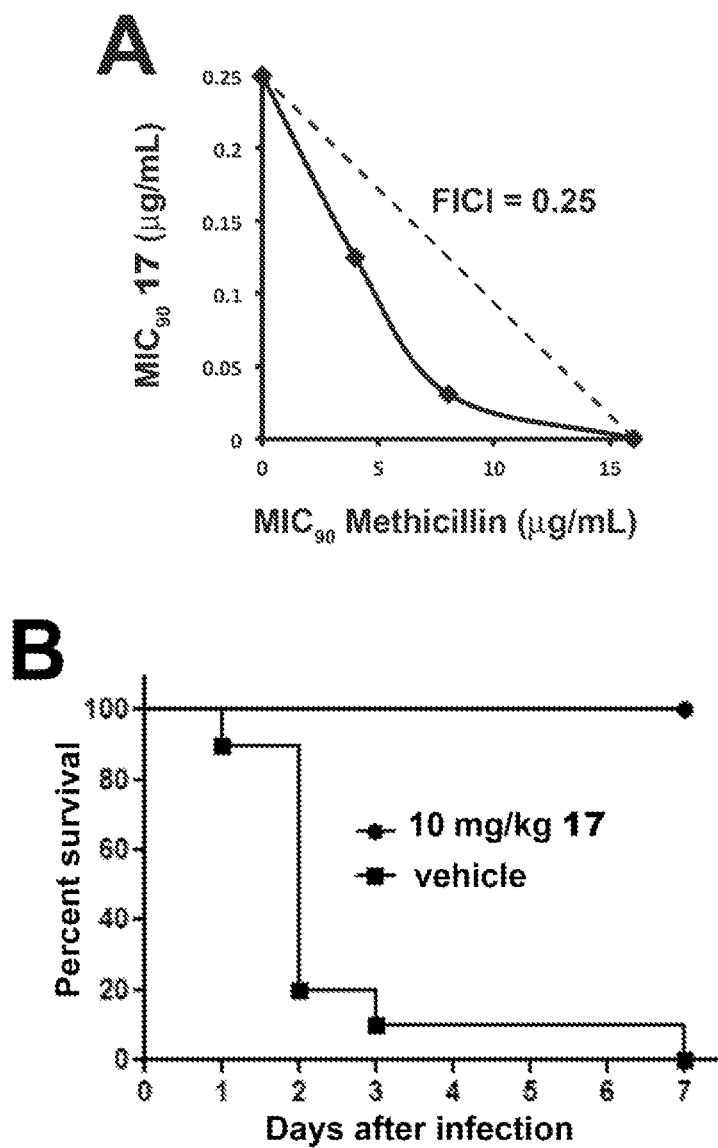 A
0.25
0.2
0.15
0.1
0.05
0
0 5 10 15
MIC₉₀ 17 (μg/mL)
FICI = 0.25
MIC₉₀ Methicillin (μg/mL)
B
100
80
60
40
20
0
Percent survival
10 mg/kg 17
vehicle
0 1 2 3 4 5 6 7
Days after infection